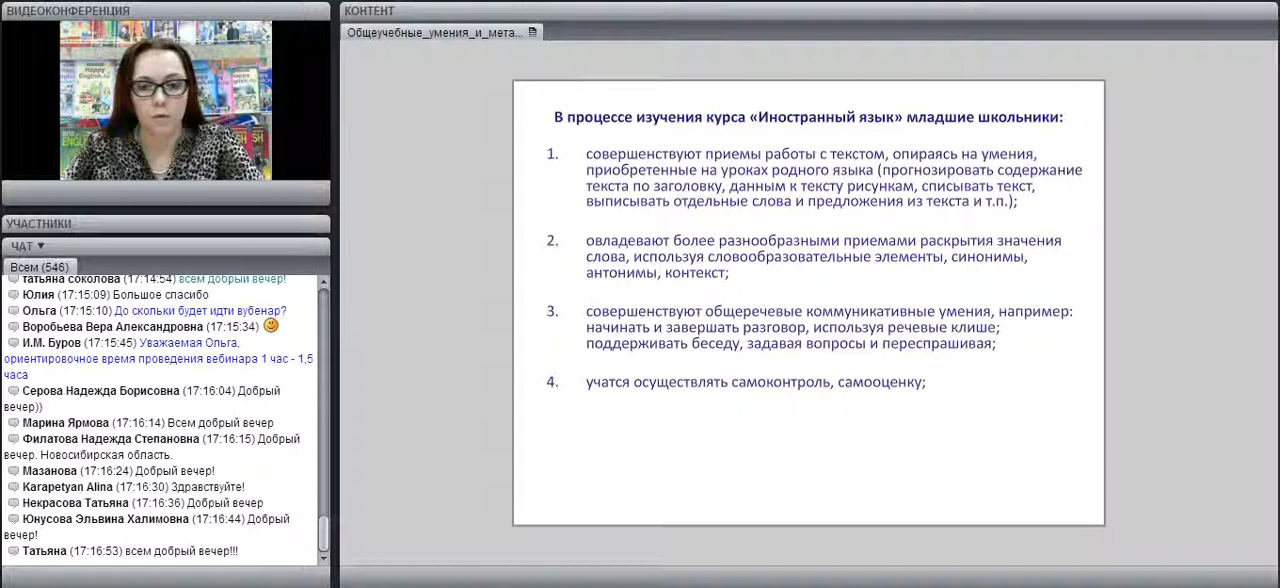 ВИДЕОКОНФЕРЕНЦИЯ
Happy
English.ru
Happy
English.ru
УЧАСТНИКИ
ЧАТ ▼
Всем (546)
татьяна соколова (17:14:54) всем добрый вечер!
Юлия (17:15:09) Большое спасибо
Ольга (17:15:10) До скольки будет идти вубенар?
Воробьева Вера Александровна (17:15:34)
И.М. Буров (17:15:45) Уважаемая Ольга,
ориентировочное время проведения вебинара 1 час - 1,5
часа
Серова Надежда Борисовна (17:16:04) Добрый
вечер))
Марина Ярмова (17:16:14) Всем добрый вечер
Филатова Надежда Степановна (17:16:15) Добрый
вечер. Новосибирская область.
Мазанова (17:16:24) Добрый вечер!
Karapetyan Alina (17:16:30) Здравствуйте!
Некрасова Татьяна (17:16:36) Добрый вечер
Юнусова Эльвина Халимовна (17:16:44) Добрый
вечер!
Татьяна (17:16:53) всем добрый вечер!!!
КОНТЕНТ
Общеучебные_умения_и_мета...
В процессе изучения курса «Иностранный язык» младшие школьники:
1. совершенствуют приемы работы с текстом, опираясь на умения,
приобретенные на уроках родного языка (прогнозировать содержание
текста по заголовку, данным к тексту рисункам, списывать текст,
выписывать отдельные слова и предложения из текста и т.п.);
2. овладевают более разнообразными приемами раскрытия значения
слова, используя словообразовательные элементы, синонимы,
антонимы, контекст;
3. совершенствуют общеречевые коммуникативные умения, например:
начинать и завершать разговор, используя речевые клише;
поддерживать беседу, задавая вопросы и переспрашивая;
4. учатся осуществлять самоконтроль, самооценку;